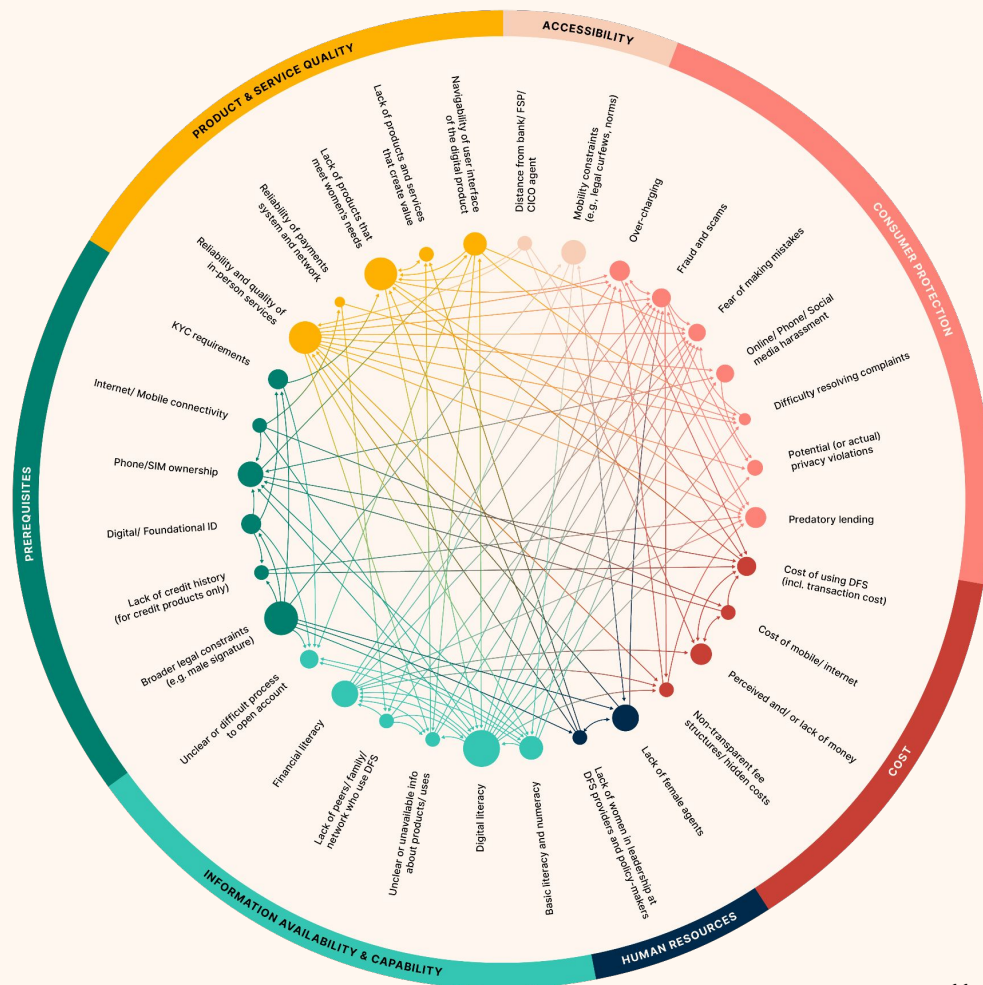 ACCESSIBILITY
Distance from bank/ FSP/
CICO agent
Mobility constraints
(e.g., legal curfews, norms)
CONSUMER PROTECTION
Over-charging
Fraud and scams
Fear of making mistakes
Online/ Phone/ Social
media harassment
Difficulty resolving complaints
Potential (or actual)
privacy violations
Predatory lending
COST
Cost of using DFS
(incl. transaction cost)
Cost of mobile/ internet
Perceived and/ or lack of money
Non-transparent fee
structures/ hidden costs
HUMAN RESOURCES
Lack of female agents
Lack of women in leadership at
DFS providers and policy-makers
INFORMATION AVAILABILITY & CAPABILITY
Basic literacy and numeracy
Digital literacy
Unclear or unavailable info
about products/ uses
Lack of peers/ family/
network who use DFS
Financial literacy
Unclear or difficult process
to open account
PREREQUISITES
Broader legal constraints
(e.g. male signature)
Lack of credit history
(for credit products only)
Digital/ Foundational ID
Phone/SIM ownership
Internet/ Mobile connectivity
KYC requirements
PRODUCT & SERVICE QUALITY
Reliability and quality of
in-person services
Reliability of payments
system and network
Lack of products that
meet women's needs
Lack of products and services
that create value
Navigability of user interface
of the digital product